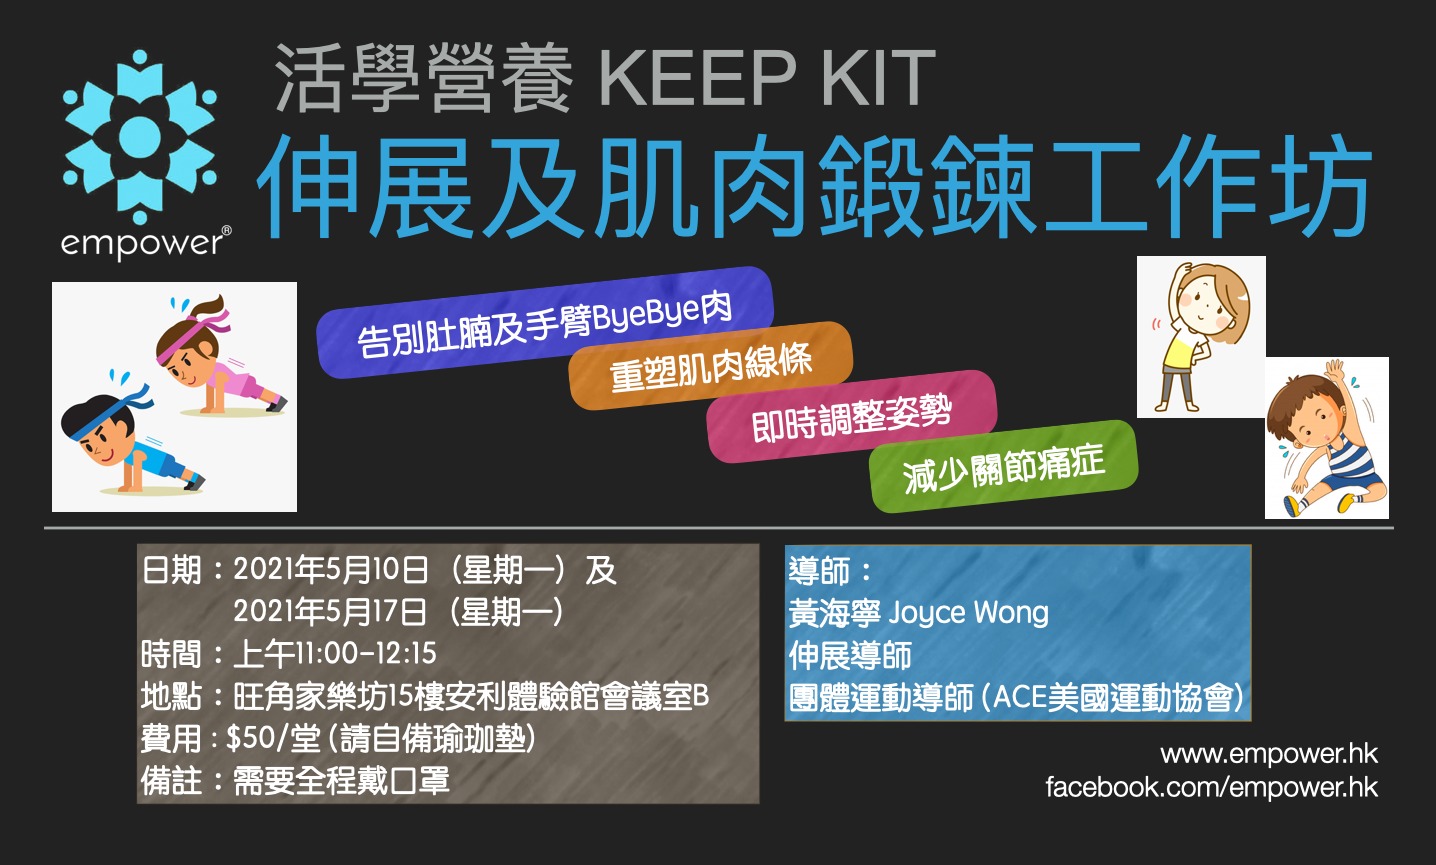 活學營養 KEEP KIT
伸展及肌肉鍛鍊工作坊
empower®
告別肚腩及手臂ByeBye肉
重塑肌肉線條
即時調整姿勢
減少關節痛症
日期：2021年5月10日（星期一）及
2021年5月17日（星期一）
時間：上午11:00-12:15
地點：旺角家樂坊15樓安利體驗館會議室B
費用：$50/堂（請自備瑜珈墊）
備註：需要全程戴口罩
導師：
黃海寧 Joyce Wong
伸展導師
團體運動導師（ACE美國運動協會）
www.empower.hk
facebook.com/empower.hk